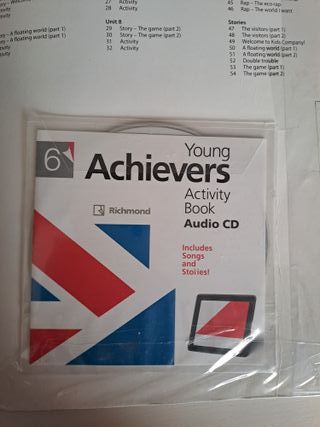 27 Activity
28 Activity
Unit 8
29 Story – The game (part 2)
30 Story – The game (part 2)
31 Activity
32 Activity
45 Rap – The eco-rap
46 Rap – The world I want
Stories
47 The visitors (part 1)
48 The visitors (part 2)
49 Welcome to Kids Company!
50 A floating world (part 1)
51 A floating world (part 2)
52 Double trouble
53 The game (part 1)
54 The game (part 2)
A floating world (part 1)
A floating world (part 2)
6
Young
Achievers
Activity
Book
Audio CD
Richmond
Includes
Songs
and
Stories!